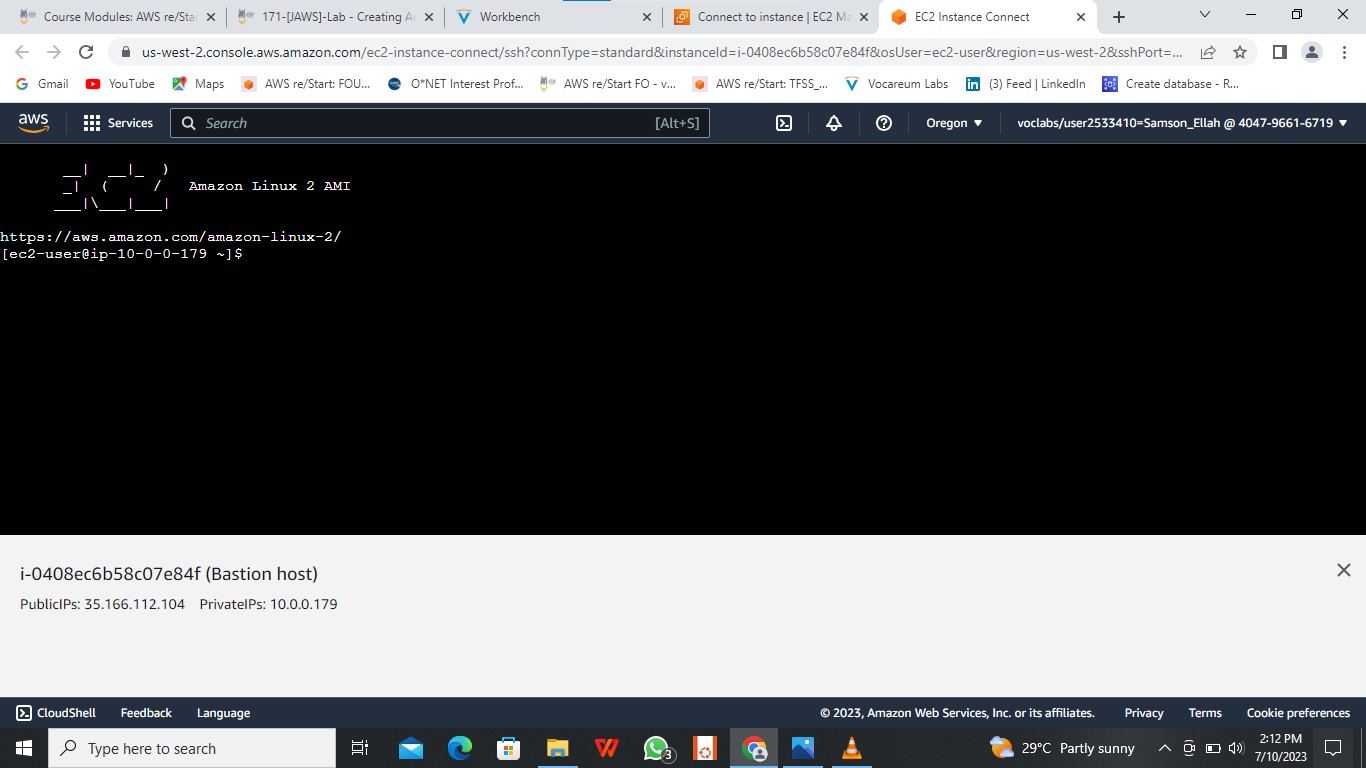 Course Modules: AWS re/Sta
171-[JAWS]-Lab - Creating A
Workbench
Connect to instance | EC2 Ma
EC2 Instance Connect
us-west-2.console.aws.amazon.com/ec2-instance-connect/ssh?connType=standard&instanceId=i-0408ec6b58c07e84f&osUser=ec2-user&region=us-west-2&sshPort=...
Gmail
YouTube
Maps
AWS re/Start: FOU...
O*NET Interest Prof...
AWS re/Start FO - v...
AWS re/Start: TFSS_...
Vocareum Labs
(3) Feed | LinkedIn
Create database - R...
aws
Services
Search
[Alt+S]
Oregon
voclabs/user2533410=Samson_Ellah @ 4047-9661-6719
Amazon Linux 2 AMI
https://aws.amazon.com/amazon-linux-2/
[ec2-user@ip-10-0-0-179 ~]$
i-0408ec6b58c07e84f (Bastion host)
PublicIPs: 35.166.112.104 PrivateIPs: 10.0.0.179
CloudShell
Feedback
Language
© 2023, Amazon Web Services, Inc. or its affiliates.
Privacy
Terms
Cookie preferences
Type here to search
3
29°C Partly sunny
2:12 PM
7/10/2023